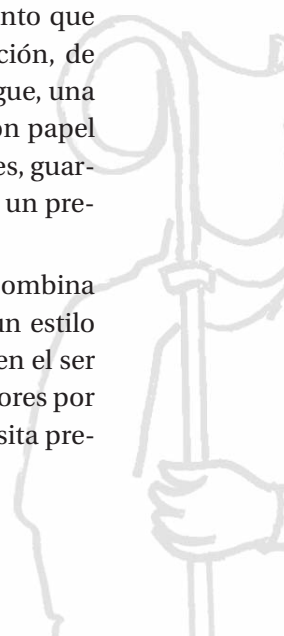 nto que
ción, de
gue, una
on papel
es, guar-
un pre-
ombina
un estilo
en el ser
ores por
sita pre-